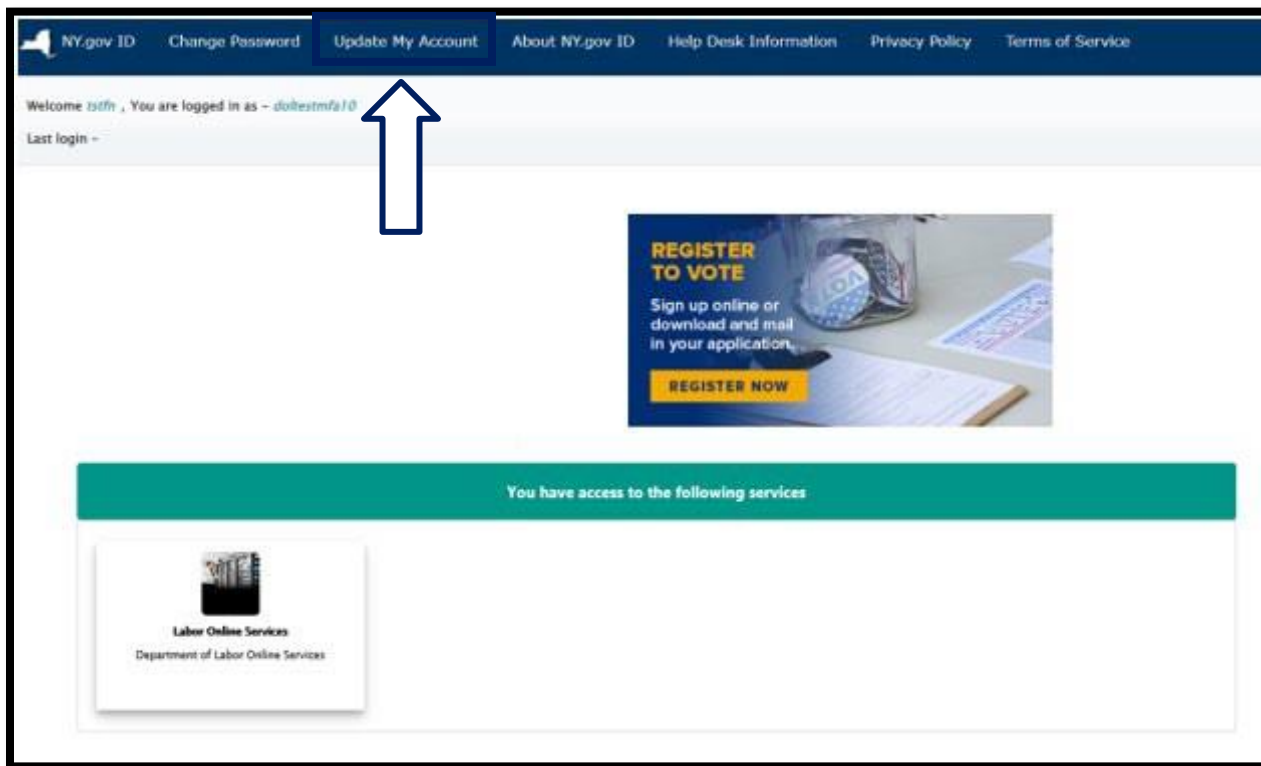 NY.gov ID Change Password Update My Account About NY.gov ID Help Desk Information Privacy Policy Terms of Service
Welcome tstfn , You are logged in as – doltestmfa10
Last login –
REGISTER
TO VOTE
Sign up online or
download and mail
in your application.
REGISTER NOW
You have access to the following services
Labor Online Services
Department of Labor Online Services